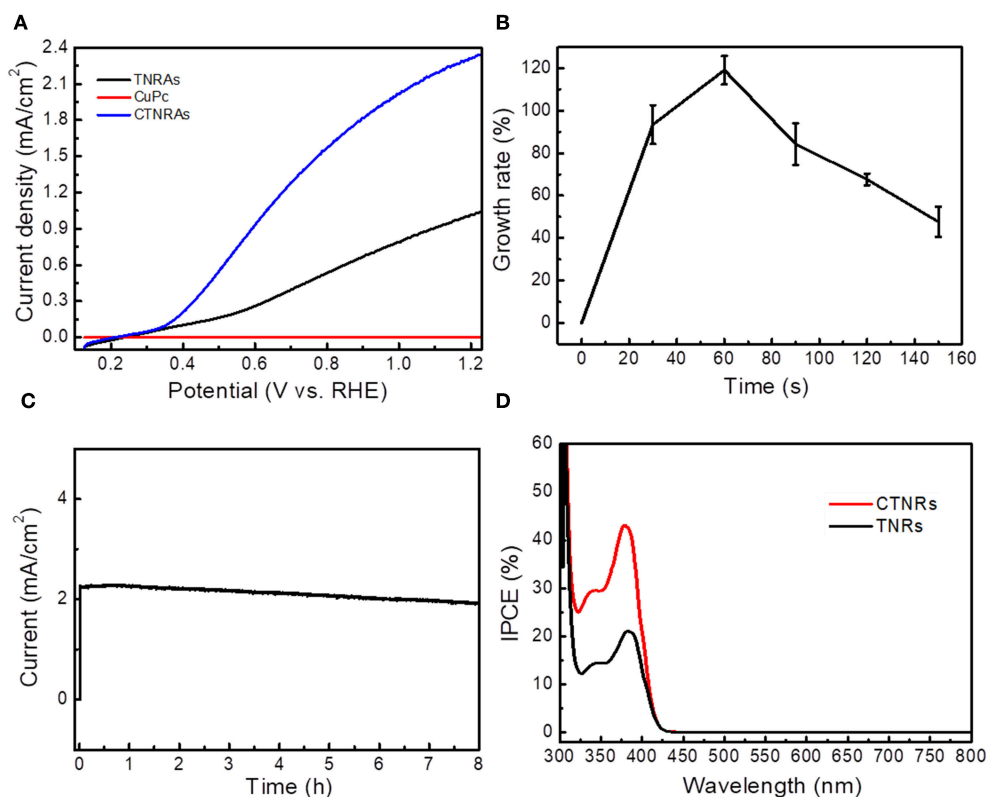 A
Current density (mA/cm²)
2.4
2.1
1.8
1.5
1.2
0.9
0.6
0.3
0.0
TNRAs
CuPc
CTNRAs
0.2 0.4 0.6 0.8 1.0 1.2
Potential (V vs. RHE)
B
Growth rate (%)
120
100
80
60
40
20
0
0 20 40 60 80 100 120 140 160
Time (s)
C
Current (mA/cm²)
4
2
0
0 1 2 3 4 5 6 7 8
Time (h)
D
IPCE (%)
60
50
40
30
20
10
0
CTNRs
TNRs
300 350 400 450 500 550 600 650 700 750 800
Wavelength (nm)